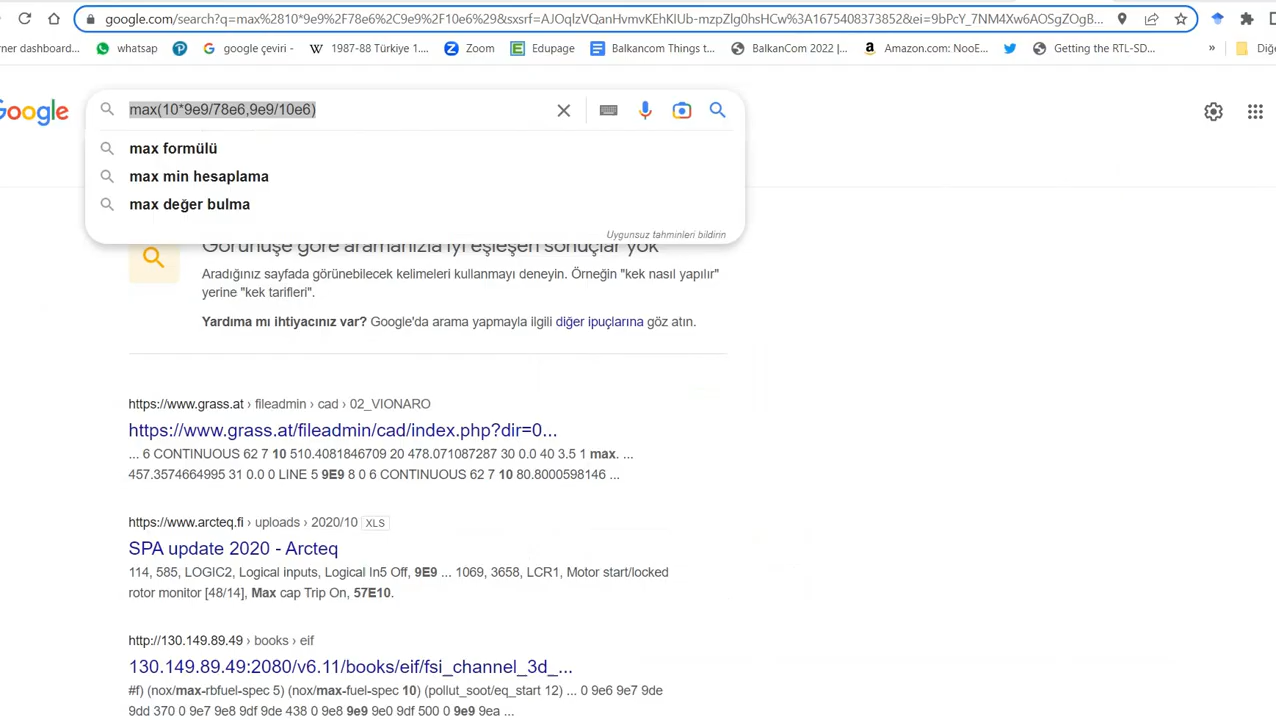 google.com/search?q=max%2810*9e9%2F78e6%2C9e9%2F10e6%29&sxsrf=AJOqlzVQanHvmvKEhKIUb-mzpZlg0hsHCw%3A1675408373852&ei=9bPcY_7NM4Xw6AOSgZOgB...
rner dashboard... whatsap google çeviri - 1987-88 Türkiye 1.... Zoom Edupage Balkancom Things t... BalkanCom 2022 |... Amazon.com: NooE... Getting the RTL-SD... » Diğe
Google
max(10*9e9/78e6,9e9/10e6)
max formülü
max min hesaplama
max değer bulma
Uygunsuz tahminleri bildirin
Görünüşe göre aramanızla iyi eşleşen sonuçlar yok
Aradığınız sayfada görünebilecek kelimeleri kullanmayı deneyin. Örneğin "kek nasıl yapılır"
yerine "kek tarifleri".
Yardıma mı ihtiyacınız var? Google'da arama yapmayla ilgili diğer ipuçlarına göz atın.
https://www.grass.at › fileadmin › cad › 02_VIONARO
https://www.grass.at/fileadmin/cad/index.php?dir=0...
... 6 CONTINUOUS 62 7 10 510.4081846709 20 478.071087287 30 0.0 40 3.5 1 max. ...
457.3574664995 31 0.0 0 LINE 5 9E9 8 0 6 CONTINUOUS 62 7 10 80.8000598146 ...
https://www.arcteq.fi › uploads › 2020/10 XLS
SPA update 2020 - Arcteq
114, 585, LOGIC2, Logical inputs, Logical In5 Off, 9E9 ... 1069, 3658, LCR1, Motor start/locked
rotor monitor [48/14], Max cap Trip On, 57E10.
http://130.149.89.49 › books › eif
130.149.89.49:2080/v6.11/books/eif/fsi_channel_3d_...
#f) (nox/max-rbfuel-spec 5) (nox/max-fuel-spec 10) (pollut_soot/eq_start 12) ... 0 9e6 9e7 9de
9dd 370 0 9e7 9e8 9df 9de 438 0 9e8 9e9 9e0 9df 500 0 9e9 9ea ...